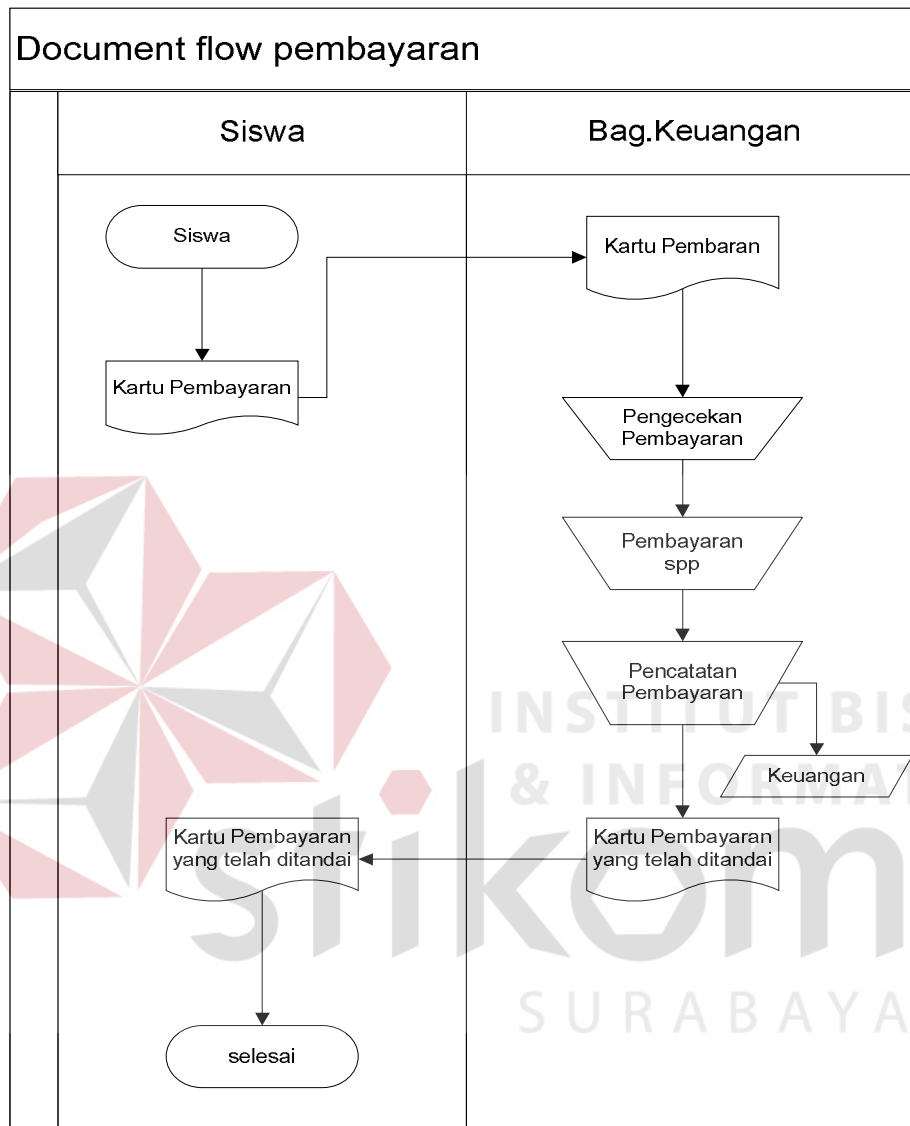 Document flow pembayaran
Siswa
Bag.Keuangan
Siswa
Kartu Pembayaran
Kartu Pembaran
Pengecekan
Pembayaran
Pembayaran
spp
Pencatatan
Pembayaran
Keuangan
Kartu Pembayaran
yang telah ditandai
Kartu Pembayaran
yang telah ditandai
selesai
INSTITUT BIS
& INFORMAT
stikom
SURABAYA